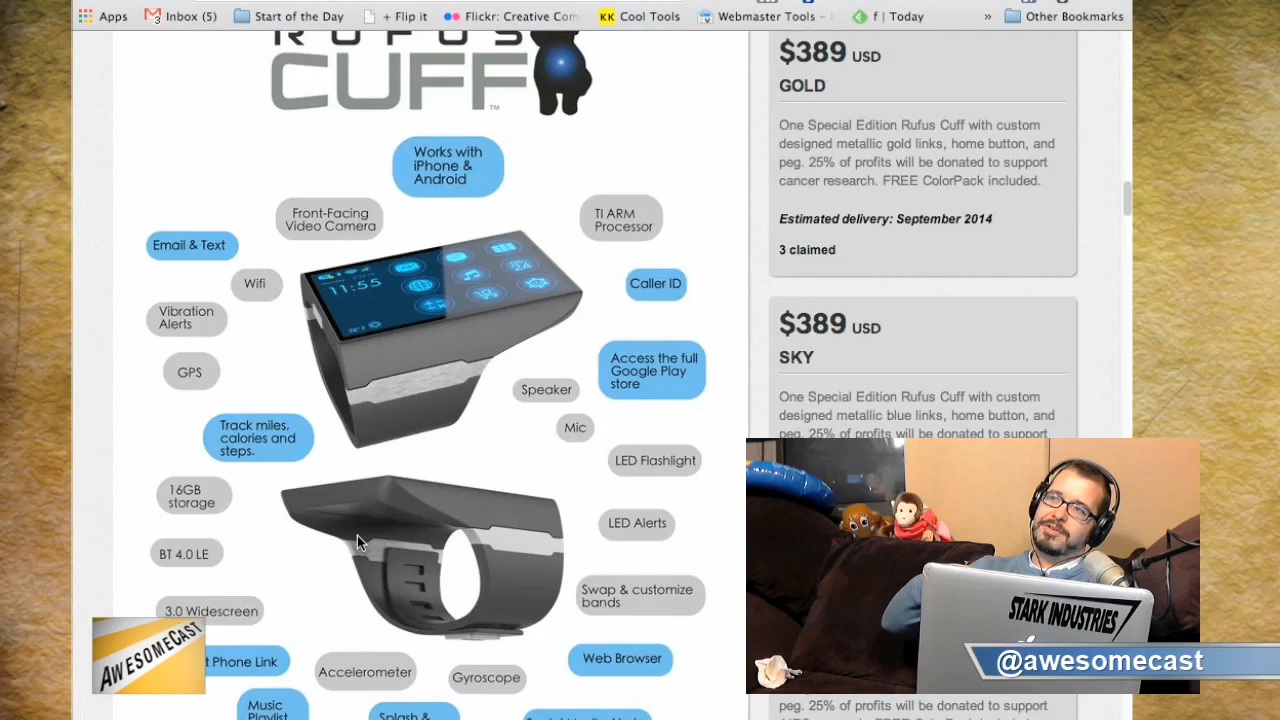 Apps
Inbox (5)
Start of the Day
+ Flip it
Flickr: Creative Com
KK Cool Tools
Webmaster Tools –
f | Today
»
Other Bookmarks
RUFUS
CUFF™
Works with
iPhone &
Android
Front-Facing
Video Camera
TI ARM
Processor
Email & Text
Wifi
Caller ID
Vibration
Alerts
11:55
GPS
Access the full
Google Play
store
Speaker
Mic
Track miles,
calories and
steps.
LED Flashlight
16GB
storage
LED Alerts
BT 4.0 LE
Swap & customize
bands
3.0 Widescreen
Phone Link
Web Browser
Accelerometer
Gyroscope
Music
Playlist
Splash &
$389 USD
GOLD
One Special Edition Rufus Cuff with custom
designed metallic gold links, home button, and
peg. 25% of profits will be donated to support
cancer research. FREE ColorPack included.
Estimated delivery: September 2014
3 claimed
$389 USD
SKY
One Special Edition Rufus Cuff with custom
designed metallic blue links, home button, and
peg. 25% of profits will be donated to support
STARK INDUSTRIES
@awesomecast
AWESOMECAST
peg. 25% of profits will be donated to support